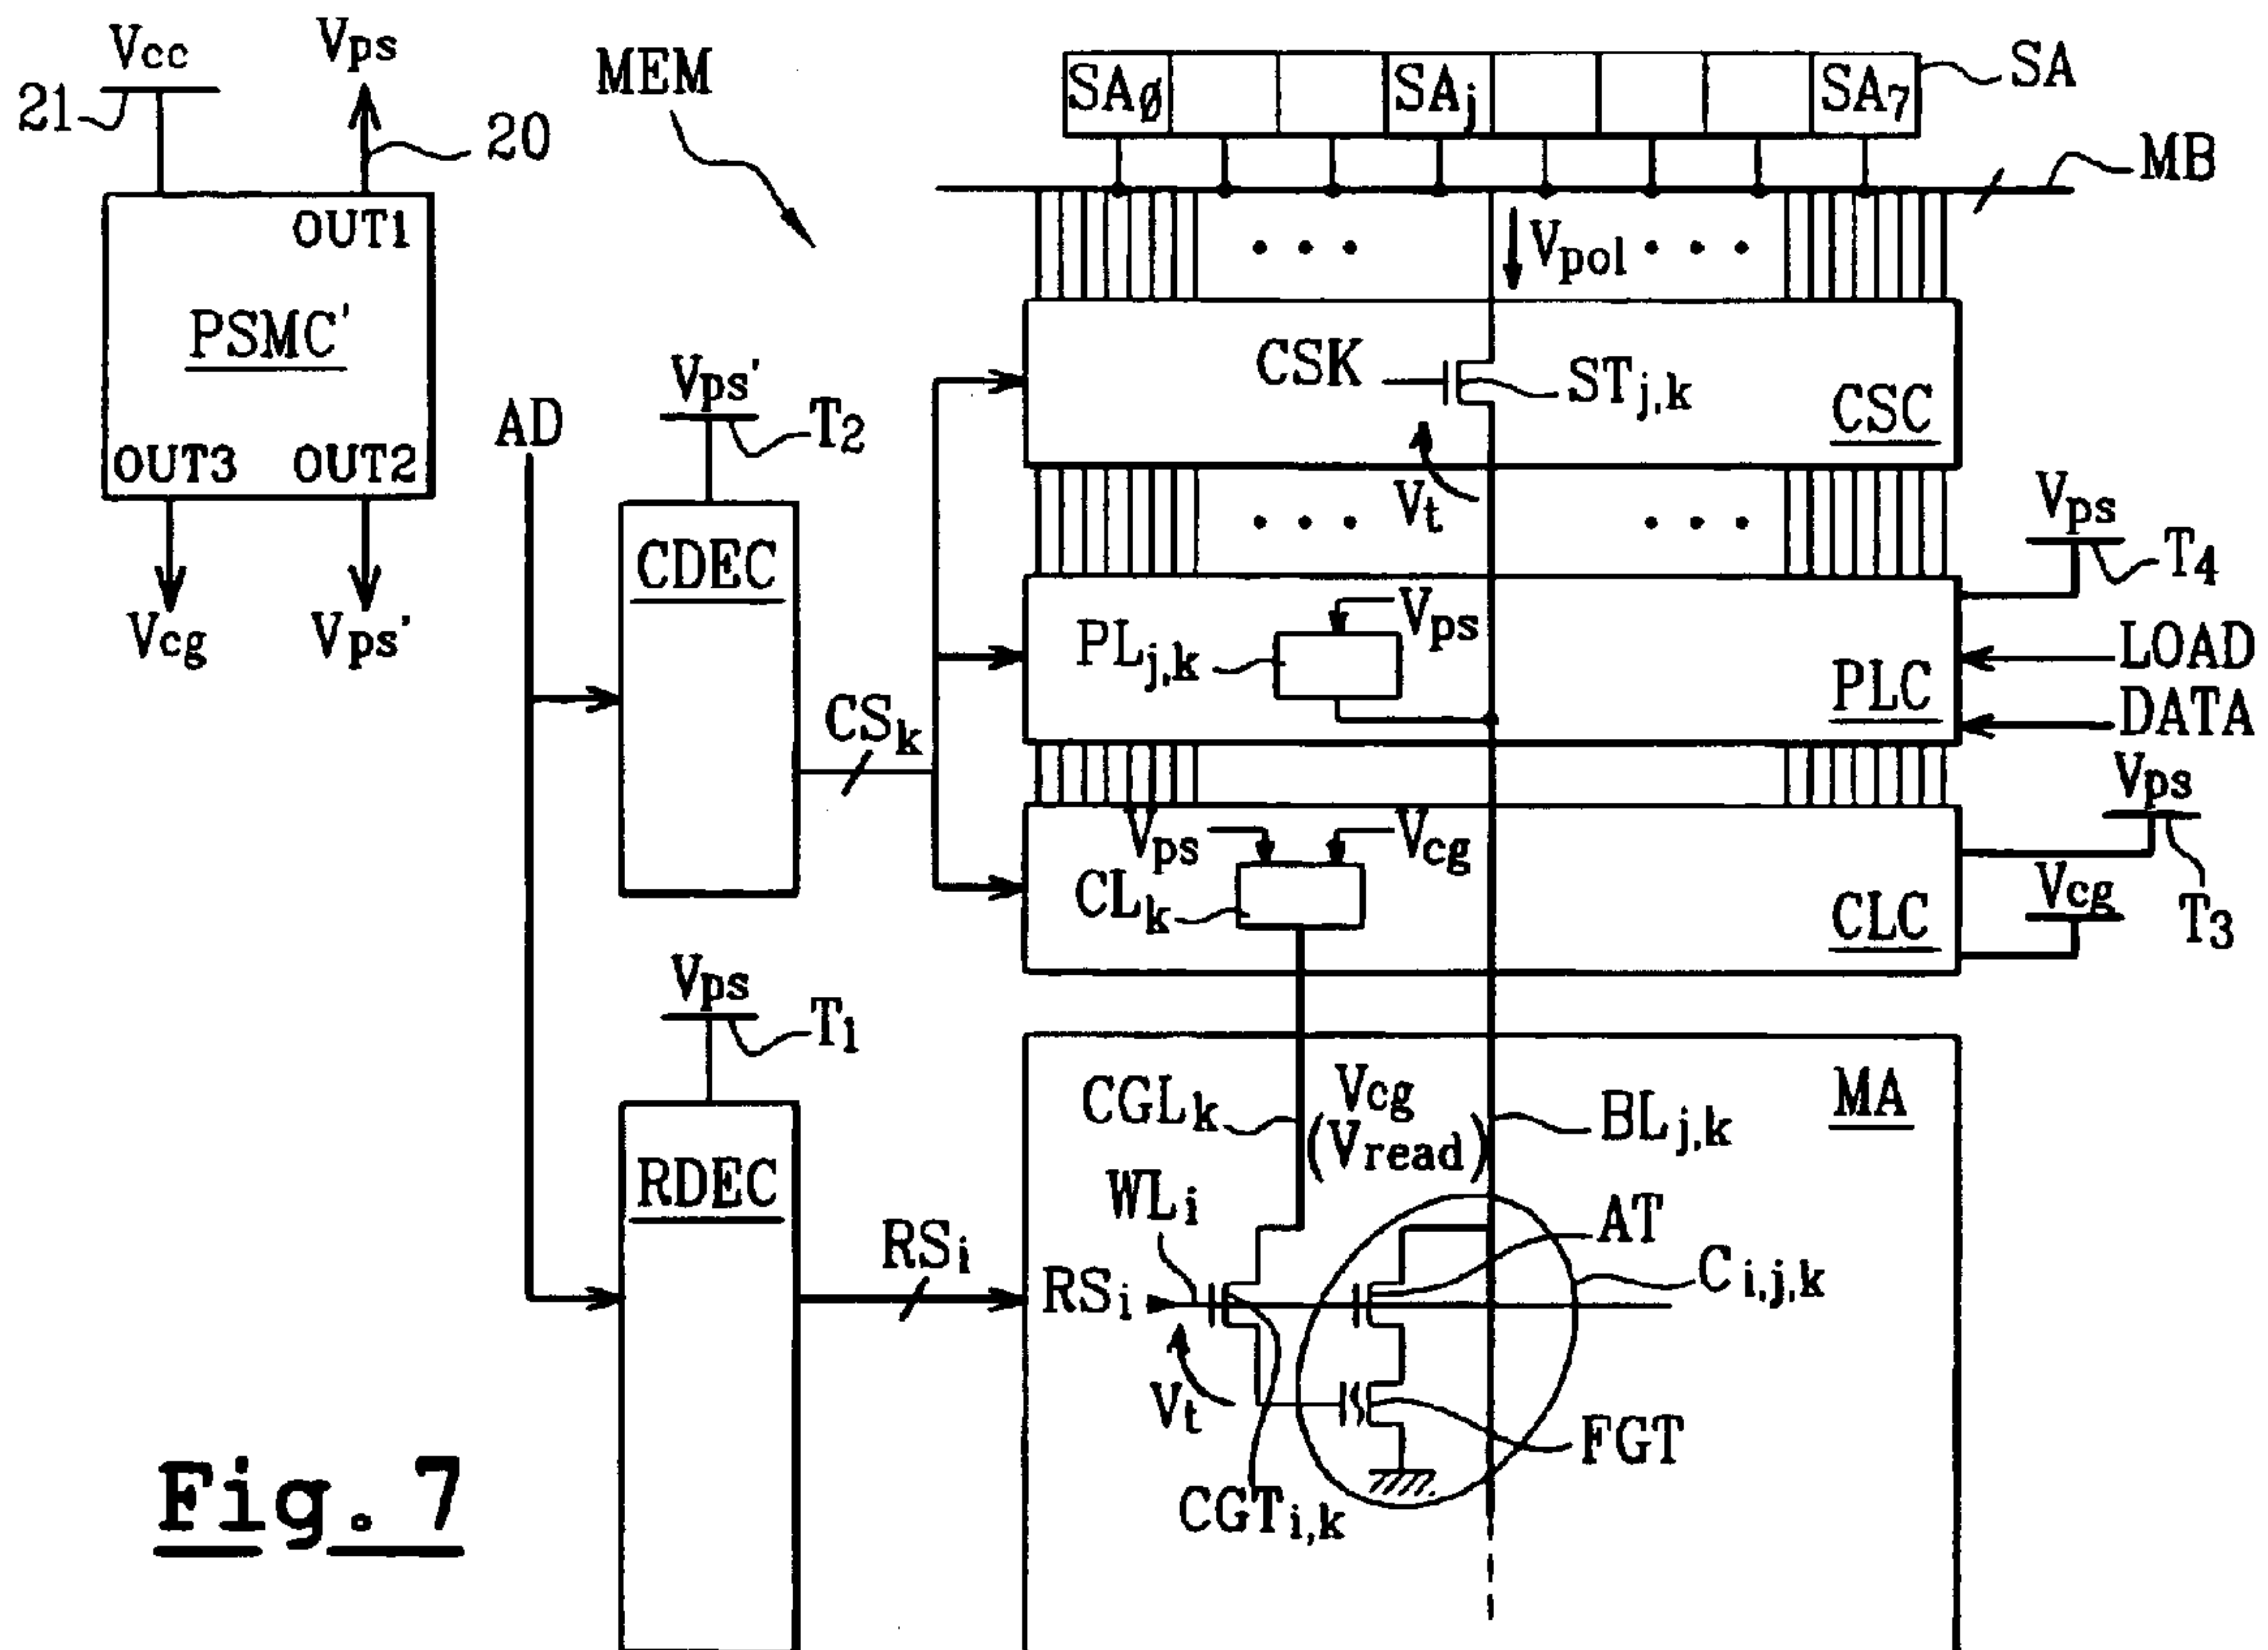 Vcc
Vps
21
20
OUT1
PSMC'
OUT3
OUT2
Vcg
Vps'
MEM
SAø
SAj
SA7
SA
MB
Vpol
AD
Vps'
T2
CDEC
CSk
CSK
STj,k
CSC
Vt
Vps
T4
PLj,k
Vps
PLC
LOAD
DATA
Vps
T3
Vps
Vcg
CLk
CLC
Vcg
Vps
T1
RDEC
RSi
CGLk
Vcg
(Vread)
BLj,k
MA
WLi
AT
RSi
Ci,j,k
Vt
FGT
CGTi,k
Fig. 7